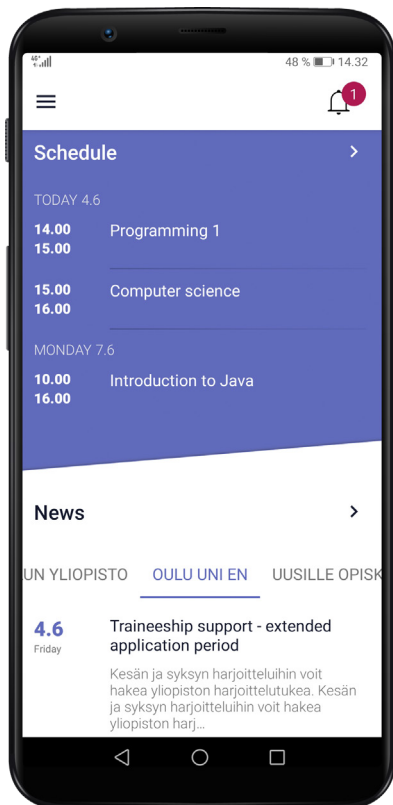 4G+
48 % 14.32
1
Schedule
TODAY 4.6
14.00 Programming 1
15.00
15.00 Computer science
16.00
MONDAY 7.6
10.00 Introduction to Java
16.00
News
UN YLIOPISTO OULU UNI EN UUSILLE OPISK
4.6 Traineeship support - extended
Friday application period
Kesän ja syksyn harjoitteluihin voit
hakea yliopiston harjoittelutukea. Kesän
ja syksyn harjoitteluihin voit hakea
yliopiston harj...